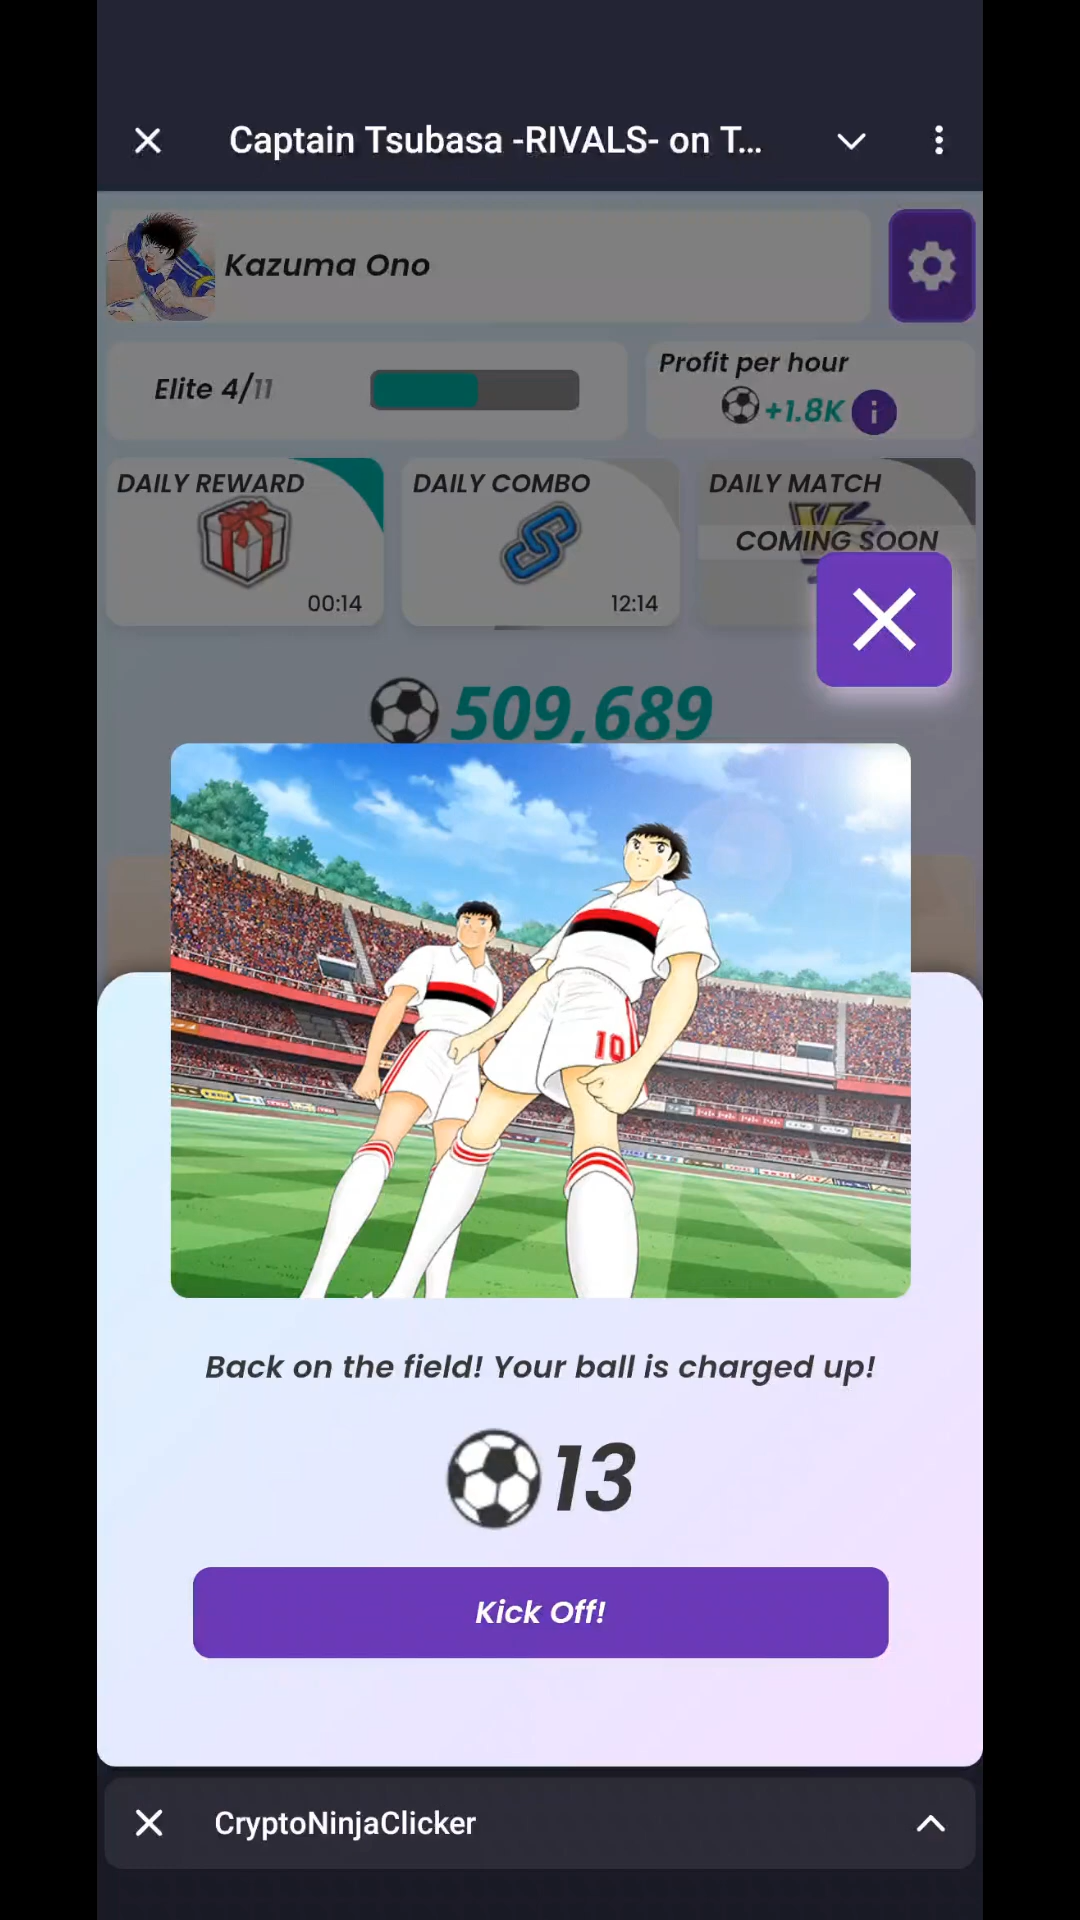 Captain Tsubasa -RIVALS- on T...
Kazuma Ono
Elite 4/11
Profit per hour
+1.8K
DAILY REWARD
00:14
DAILY COMBO
12:14
DAILY MATCH
COMING SOON
509,689
10
Back on the field! Your ball is charged up!
13
Kick Off!
CryptoNinjaClicker